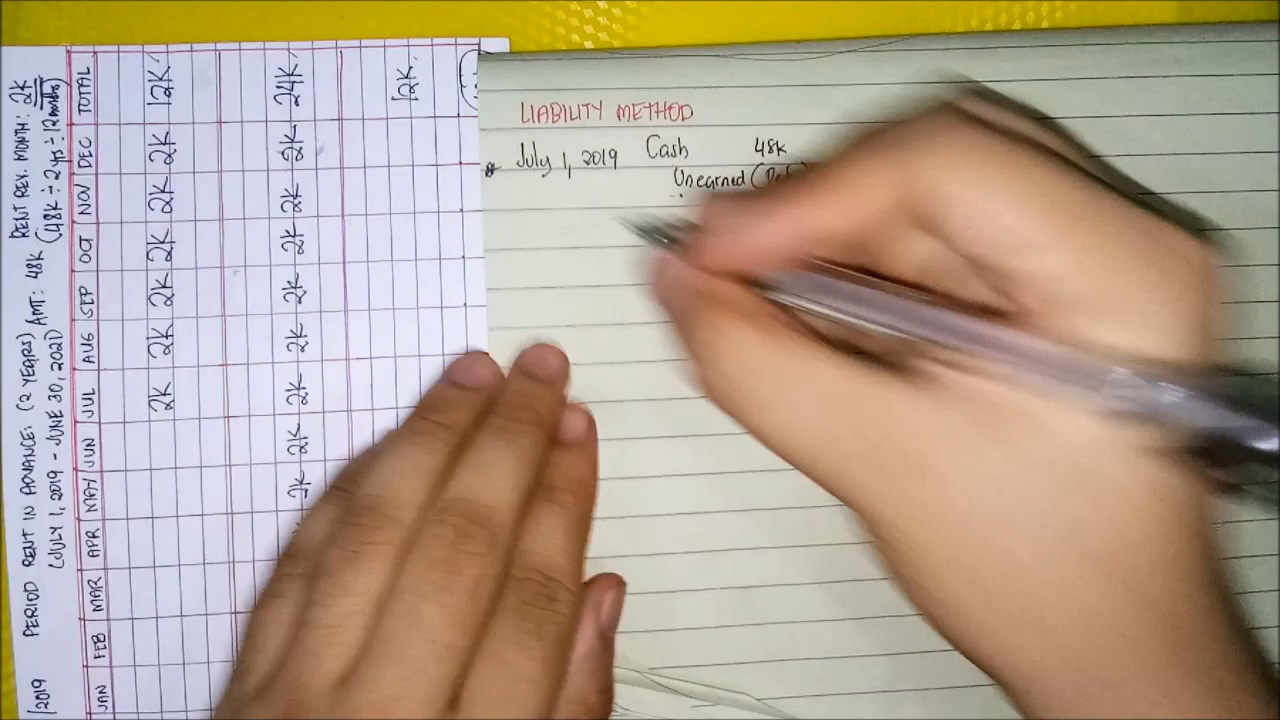 PERIOD RENT IN ADVANCE: (2 YEARS) AMT: 48K RENT REV. MONTH: 2K
(JULY 1, 2019 - JUNE 30, 2021) (48K ÷ 2yrs ÷ 12 months)
2019 JAN FEB MAR APR MAY JUN JUL AUG SEP OCT NOV DEC TOTAL
2K 2K 2K 2K 2K 2K 12K
2K 2K 2K 2K 2K 2K 2K 2K 24K
12K
LIABILITY METHOD
July 1, 2019 Cash 48K
Unearned